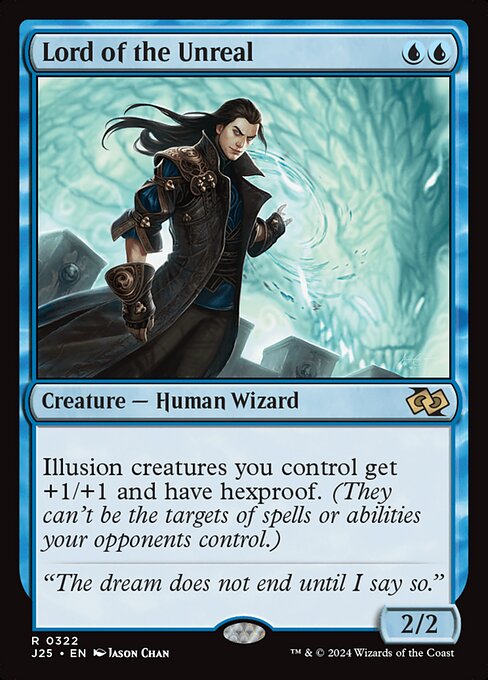 Lord of the Unreal
Creature — Human Wizard
Illusion creatures you control get
+1/+1 and have hexproof. (They
can't be the targets of spells or abilities
your opponents control.)
"The dream does not end until I say so."
2/2
R 0322
J25 • EN Jason Chan
™ & © 2024 Wizards of the Coast